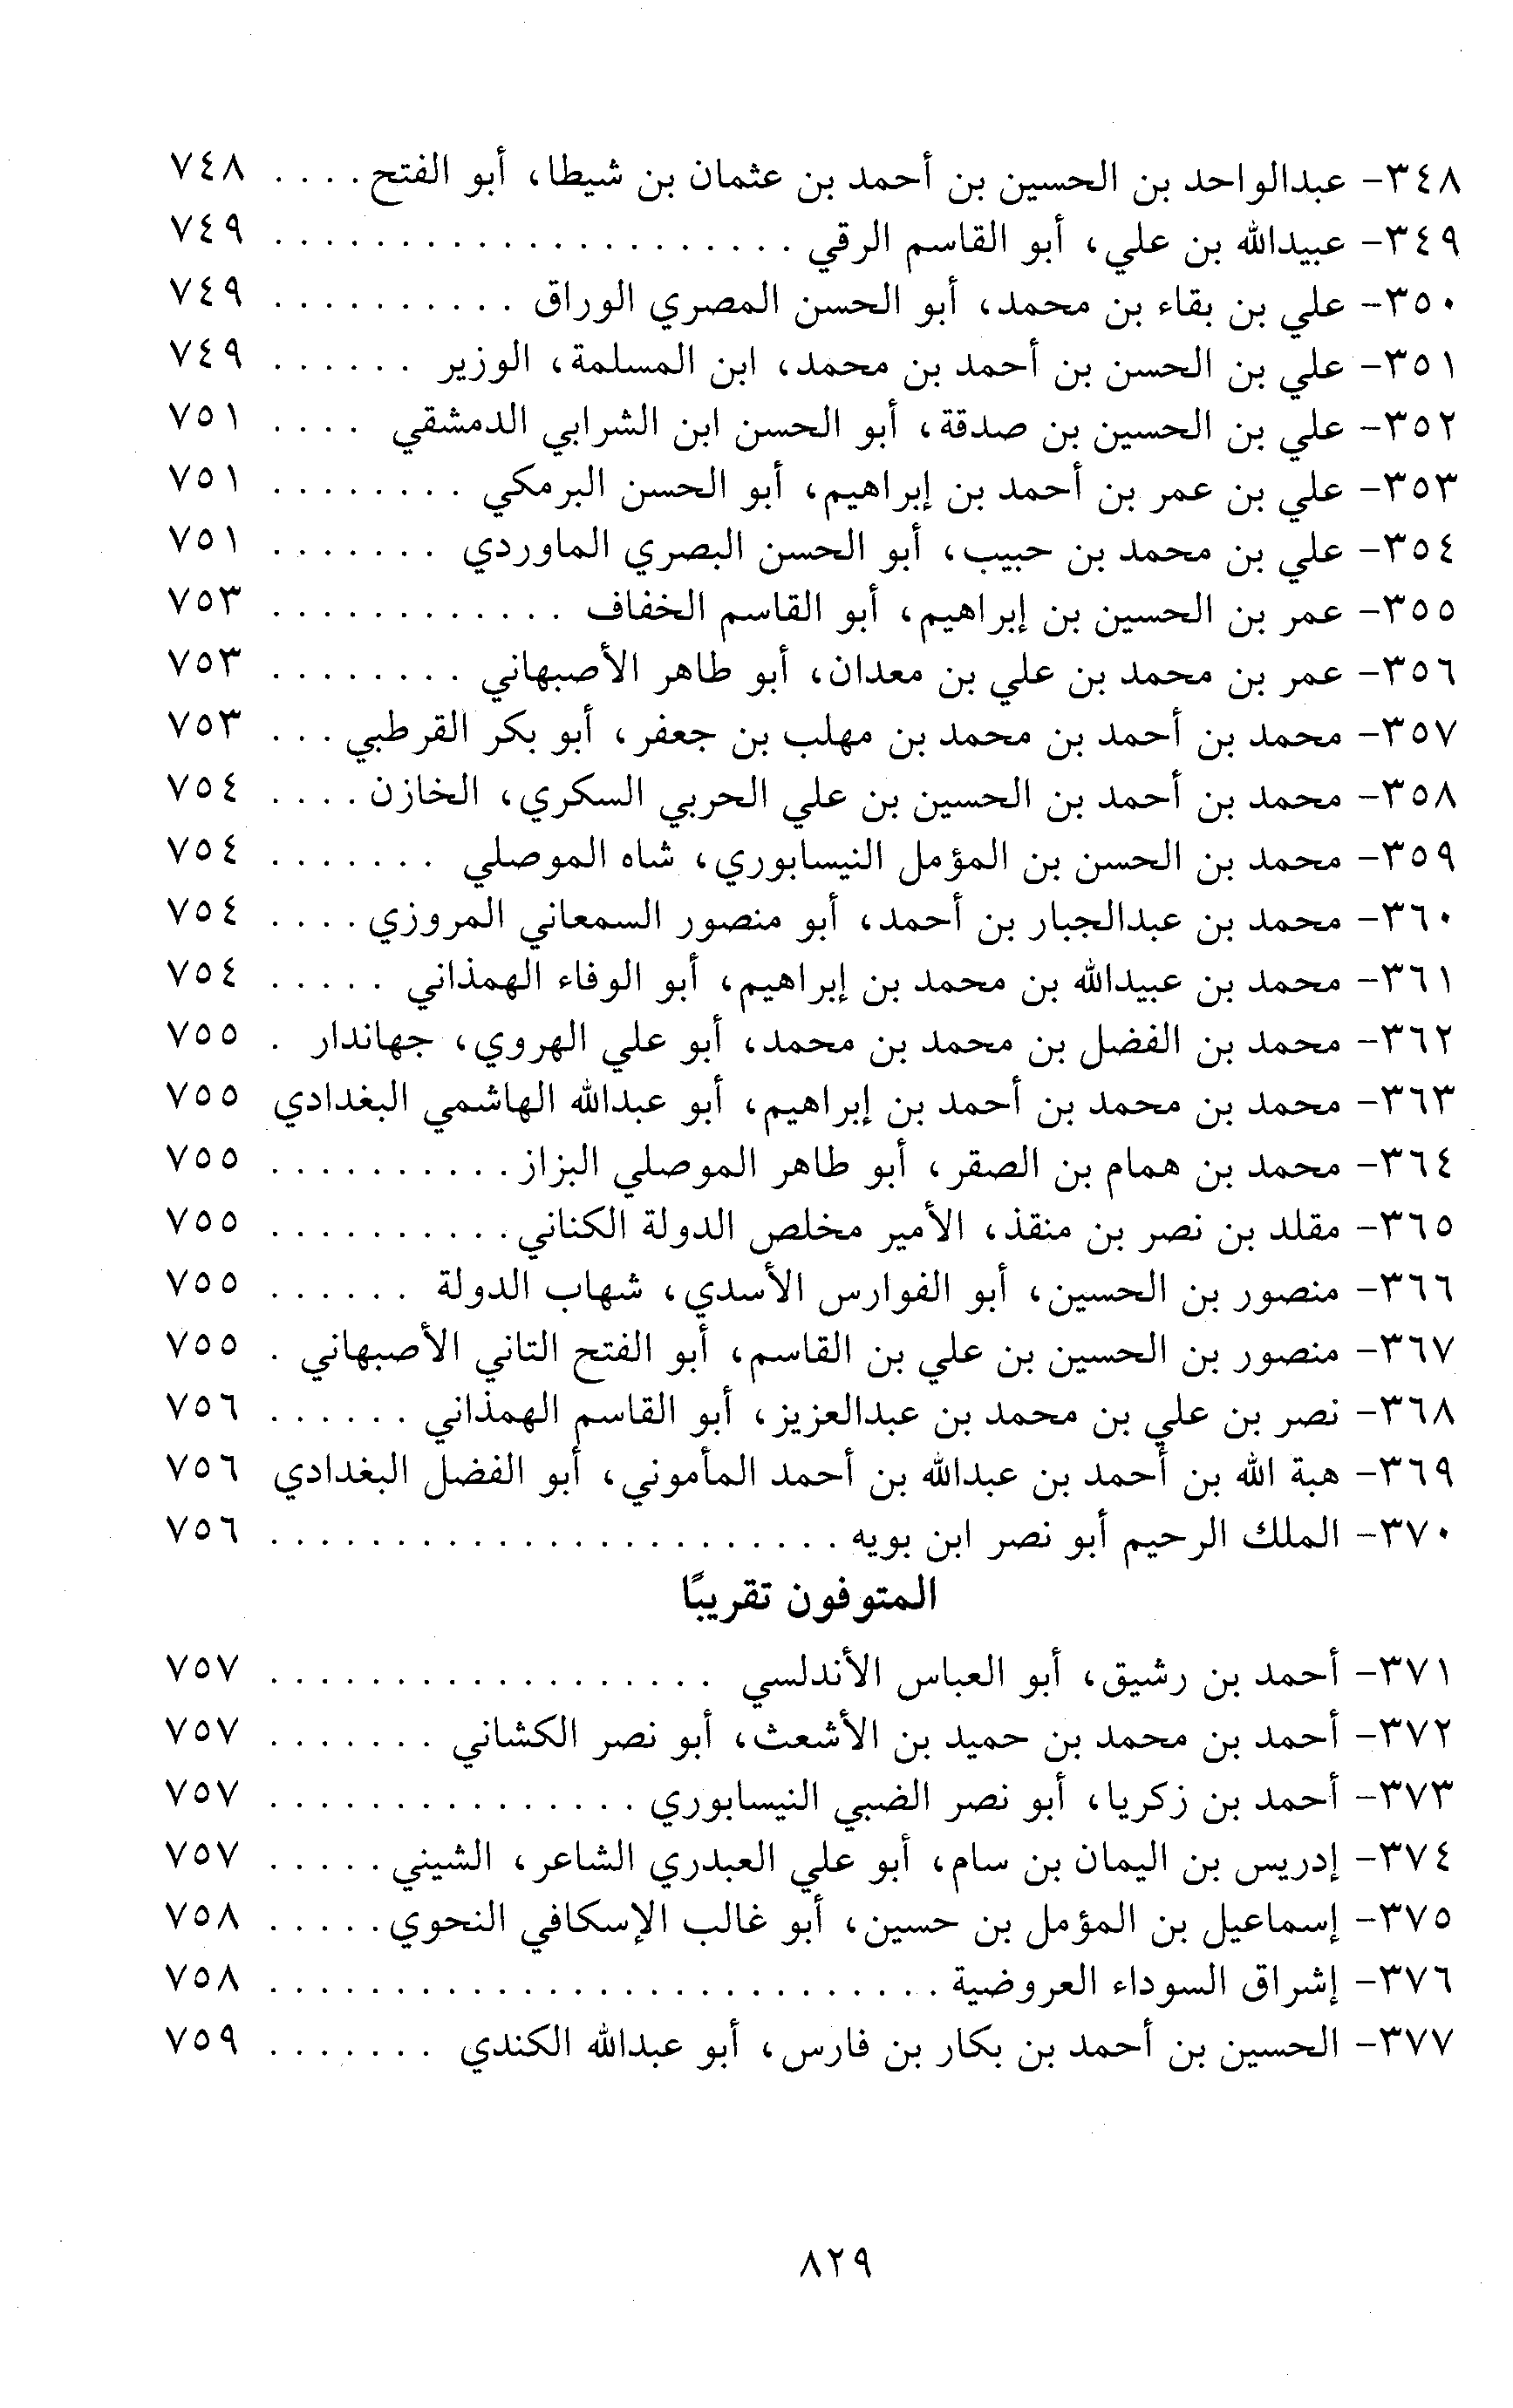 ٣٤٨- عبدالواحد بن الحسين بن أحمد بن عثمان بن شيطا، أبو الفتح . . . . ٧٤٨
٣٤٩- عبيدالله بن علي، أبو القاسم الرقي . . . . . . . . . . . . . . . . . . . . . ٧٤٩
٣٥٠- علي بن بقاء بن محمد، أبو الحسن المصري الوراق . . . . . . . . . . ٧٤٩
٣٥١- علي بن الحسن بن أحمد بن محمد، ابن المسلمة، الوزير . . . . . . ٧٤٩
٣٥٢- علي بن الحسين بن صدقة، أبو الحسن ابن الشرابي الدمشقي . . . . ٧٥١
٣٥٣- علي بن عمر بن أحمد بن إبراهيم، أبو الحسن البرمكي . . . . . . . . ٧٥١
٣٥٤- علي بن محمد بن حبيب، أبو الحسن البصري الماوردي . . . . . . . ٧٥١
٣٥٥- عمر بن الحسين بن إبراهيم، أبو القاسم الخفاف . . . . . . . . . . . . ٧٥٣
٣٥٦- عمر بن محمد بن علي بن معدان، أبو طاهر الأصبهاني . . . . . . . . ٧٥٣
٣٥٧- محمد بن أحمد بن محمد بن مهلب بن جعفر، أبو بكر القرطبي . . . ٧٥٣
٣٥٨- محمد بن أحمد بن الحسين بن علي الحربي السكري، الخازن . . . . ٧٥٤
٣٥٩- محمد بن الحسن بن المؤمل النيسابوري، شاه الموصلي . . . . . . . ٧٥٤
٣٦٠- محمد بن عبدالجبار بن أحمد، أبو منصور السمعاني المروزي . . . . ٧٥٤
٣٦١- محمد بن عبيدالله بن محمد بن إبراهيم، أبو الوفاء الهمذاني . . . . . ٧٥٤
٣٦٢- محمد بن الفضل بن محمد بن محمد، أبو علي الهروي، جهاندار . ٧٥٥
٣٦٣- محمد بن محمد بن أحمد بن إبراهيم، أبو عبدالله الهاشمي البغدادي ٧٥٥
٣٦٤- محمد بن همام بن الصقر، أبو طاهر الموصلي البزاز . . . . . . . . . . ٧٥٥
٣٦٥- مقلد بن نصر بن منقذ، الأمير مخلص الدولة الكناني . . . . . . . . . . ٧٥٥
٣٦٦- منصور بن الحسين، أبو الفوارس الأسدي، شهاب الدولة . . . . . . ٧٥٥
٣٦٧- منصور بن الحسين بن علي بن القاسم، أبو الفتح التاني الأصبهاني . ٧٥٥
٣٦٨- نصر بن علي بن محمد بن عبدالعزيز، أبو القاسم الهمذاني . . . . . . ٧٥٦
٣٦٩- هبة الله بن أحمد بن عبدالله بن أحمد المأموني، أبو الفضل البغدادي ٧٥٦
٣٧٠- الملك الرحيم أبو نصر ابن بويه . . . . . . . . . . . . . . . . . . . . . . . ٧٥٦
المتوفون تقريبًا
٣٧١- أحمد بن رشيق، أبو العباس الأندلسي . . . . . . . . . . . . . . . . . . ٧٥٧
٣٧٢- أحمد بن محمد بن حميد بن الأشعث، أبو نصر الكشاني . . . . . . . ٧٥٧
٣٧٣- أحمد بن زكريا، أبو نصر الضبي النيسابوري . . . . . . . . . . . . . . . ٧٥٧
٣٧٤- إدريس بن اليمان بن سام، أبو علي العبدري الشاعر، الشيني . . . . . ٧٥٧
٣٧٥- إسماعيل بن المؤمل بن حسين، أبو غالب الإسكافي النحوي . . . . . ٧٥٨
٣٧٦- إشراق السوداء العروضية . . . . . . . . . . . . . . . . . . . . . . . . . . . ٧٥٨
٣٧٧- الحسين بن أحمد بن بكار بن فارس، أبو عبدالله الكندي . . . . . . . ٧٥٩
٨٢٩